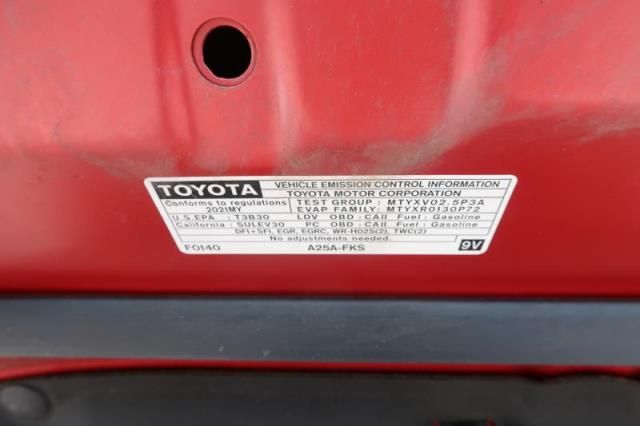 TOYOTA VEHICLE EMISSION CONTROL INFORMATION
TOYOTA MOTOR CORPORATION
Conforms to regulations TEST GROUP : MTYXV02.5P3A
2021MY EVAP FAMILY : MTYXR0130P72
U.S.EPA : T3B30 LDV OBD : CAII Fuel : Gasoline
California : SULEV30 PC OBD : CAII Fuel : Gasoline
DFI+SFI, EGR, EGRC, WR-HO2S(2), TWC(2)
No adjustments needed.
F0140 A25A-FKS 9V